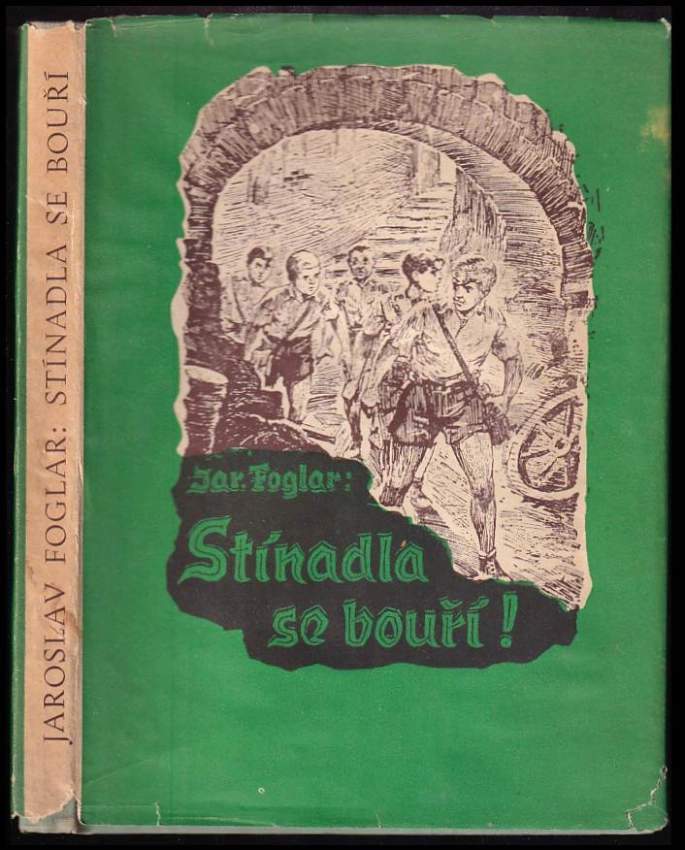 JAROSLAV FOGLAR: STÍNADLA SE BOUŘÍ
Jar. Foglar:
Stínadla
se bouří!